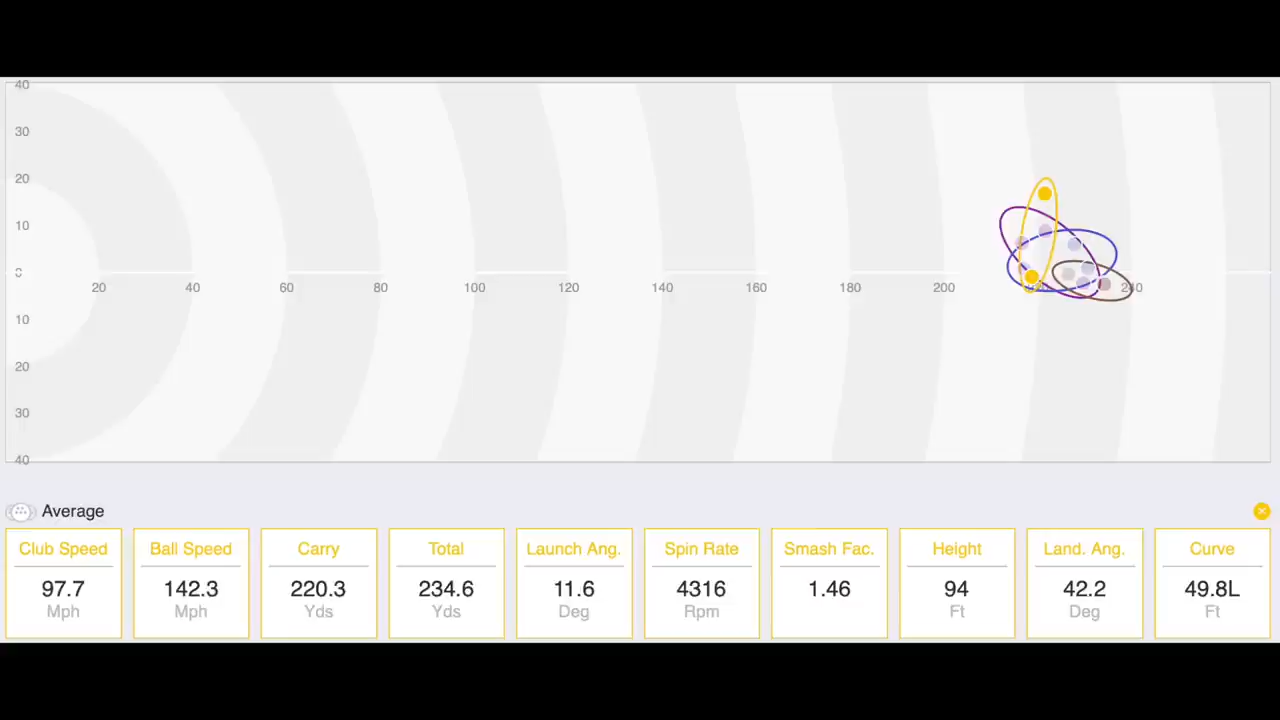 40
30
20
10
0
20 40 60 80 100 120 140 160 180 200 240
10
20
30
40
Average
Club Speed Ball Speed Carry Total Launch Ang. Spin Rate Smash Fac. Height Land. Ang. Curve
97.7 142.3 220.3 234.6 11.6 4316 1.46 94 42.2 49.8L
Mph Mph Yds Yds Deg Rpm Ft Deg Ft